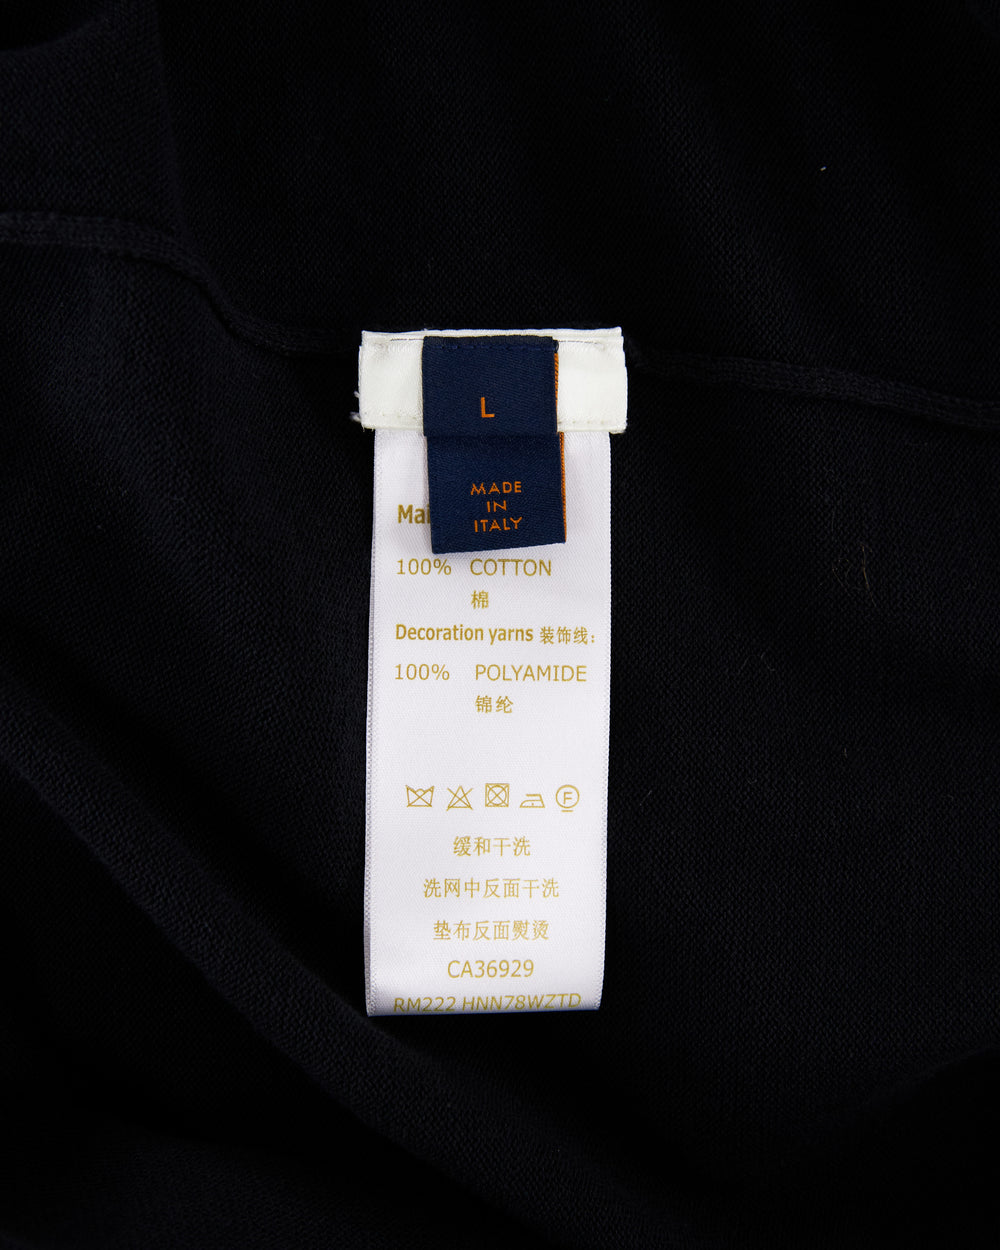 L
MADE
IN
ITALY
100% COTTON
棉
Decoration yarns 装饰线:
100% POLYAMIDE
锦纶
F
缓和干洗
洗网中反面干洗
垫布反面熨烫
CA36929
RM222 HNN78WZTD